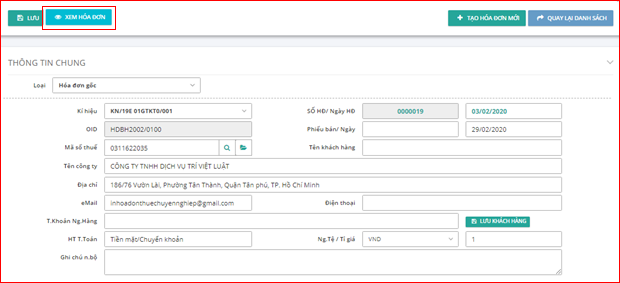 LƯU XEM HÓA ĐƠN TẠO HÓA ĐƠN MỚI QUAY LẠI DANH SÁCH
THÔNG TIN CHUNG
Loại Hóa đơn gốc
Kí hiệu KN/19E 01GTKT0/001 SỐ HĐ/ Ngày HĐ 0000019 03/02/2020
OID HDBH2002/0100 Phiếu bán/ Ngày 29/02/2020
Mã số thuế 0311622035 Tên khách hàng
Tên công ty CÔNG TY TNHH DỊCH VỤ TRÍ VIỆT LUẬT
Địa chỉ 186/76 Vườn Lài, Phường Tân Thành, Quận Tân phú, TP. Hồ Chí Minh
eMail inhoadonthuechuyennghiep@gmail.com Điện thoại
T.Khoản Ng.Hàng LƯU KHÁCH HÀNG
HT T.Toán Tiền mặt/Chuyển khoản Ng.Tệ / Tỉ giá VND 1
Ghi chú n.bộ